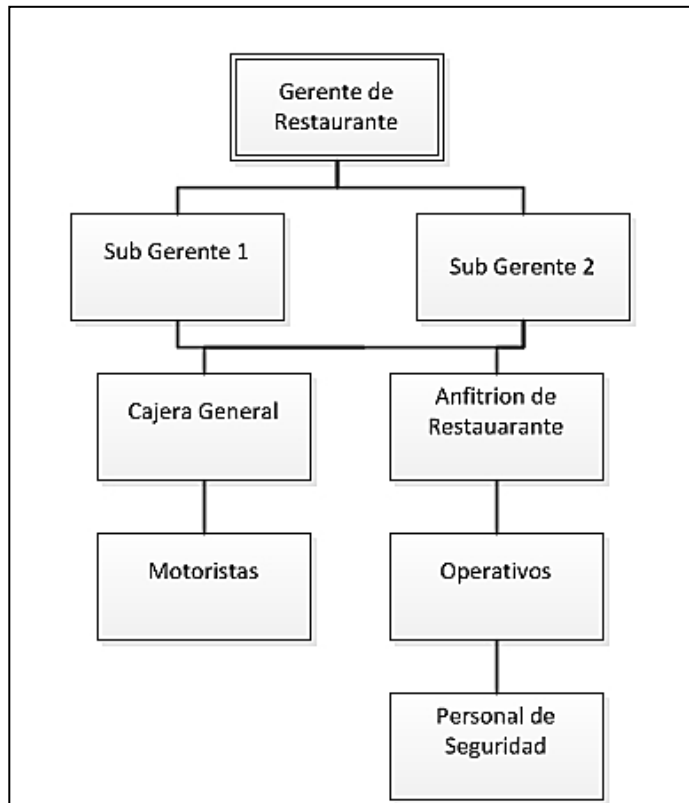 Gerente de
Restaurante
Sub Gerente 1
Sub Gerente 2
Cajera General
Anfitrion de
Restauarante
Motoristas
Operativos
Personal de
Seguridad